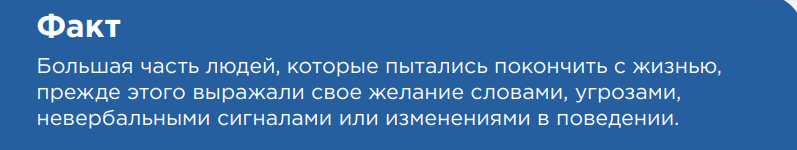 Факт
Большая часть людей, которые пытались покончить с жизнью,
прежде этого выражали свое желание словами, угрозами,
невербальными сигналами или изменениями в поведении.